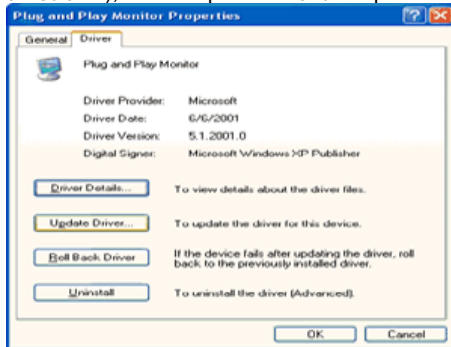 Plug and Play Monitor Properties
General Driver
Plug and Play Monitor
Driver Provider: Microsoft
Driver Date: 6/6/2001
Driver Version: 5.1.2001.0
Digital Signer: Microsoft Windows XP Publisher
Driver Details... To view details about the driver files.
Update Driver... To update the driver for this device.
Roll Back Driver If the device fails after updating the driver, roll
back to the previously installed driver.
Uninstall To uninstall the driver (Advanced).
OK Cancel